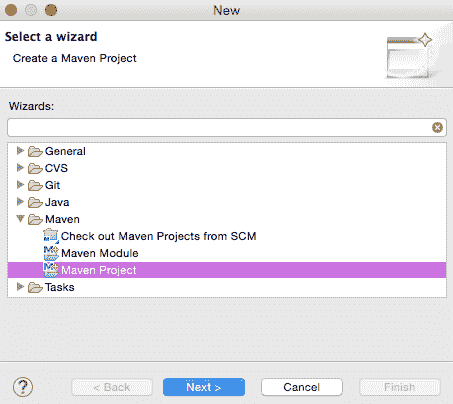 New
Select a wizard
Create a Maven Project
Wizards:
General
CVS
Git
Java
Maven
Check out Maven Projects from SCM
Maven Module
Maven Project
Tasks
? < Back Next > Cancel Finish